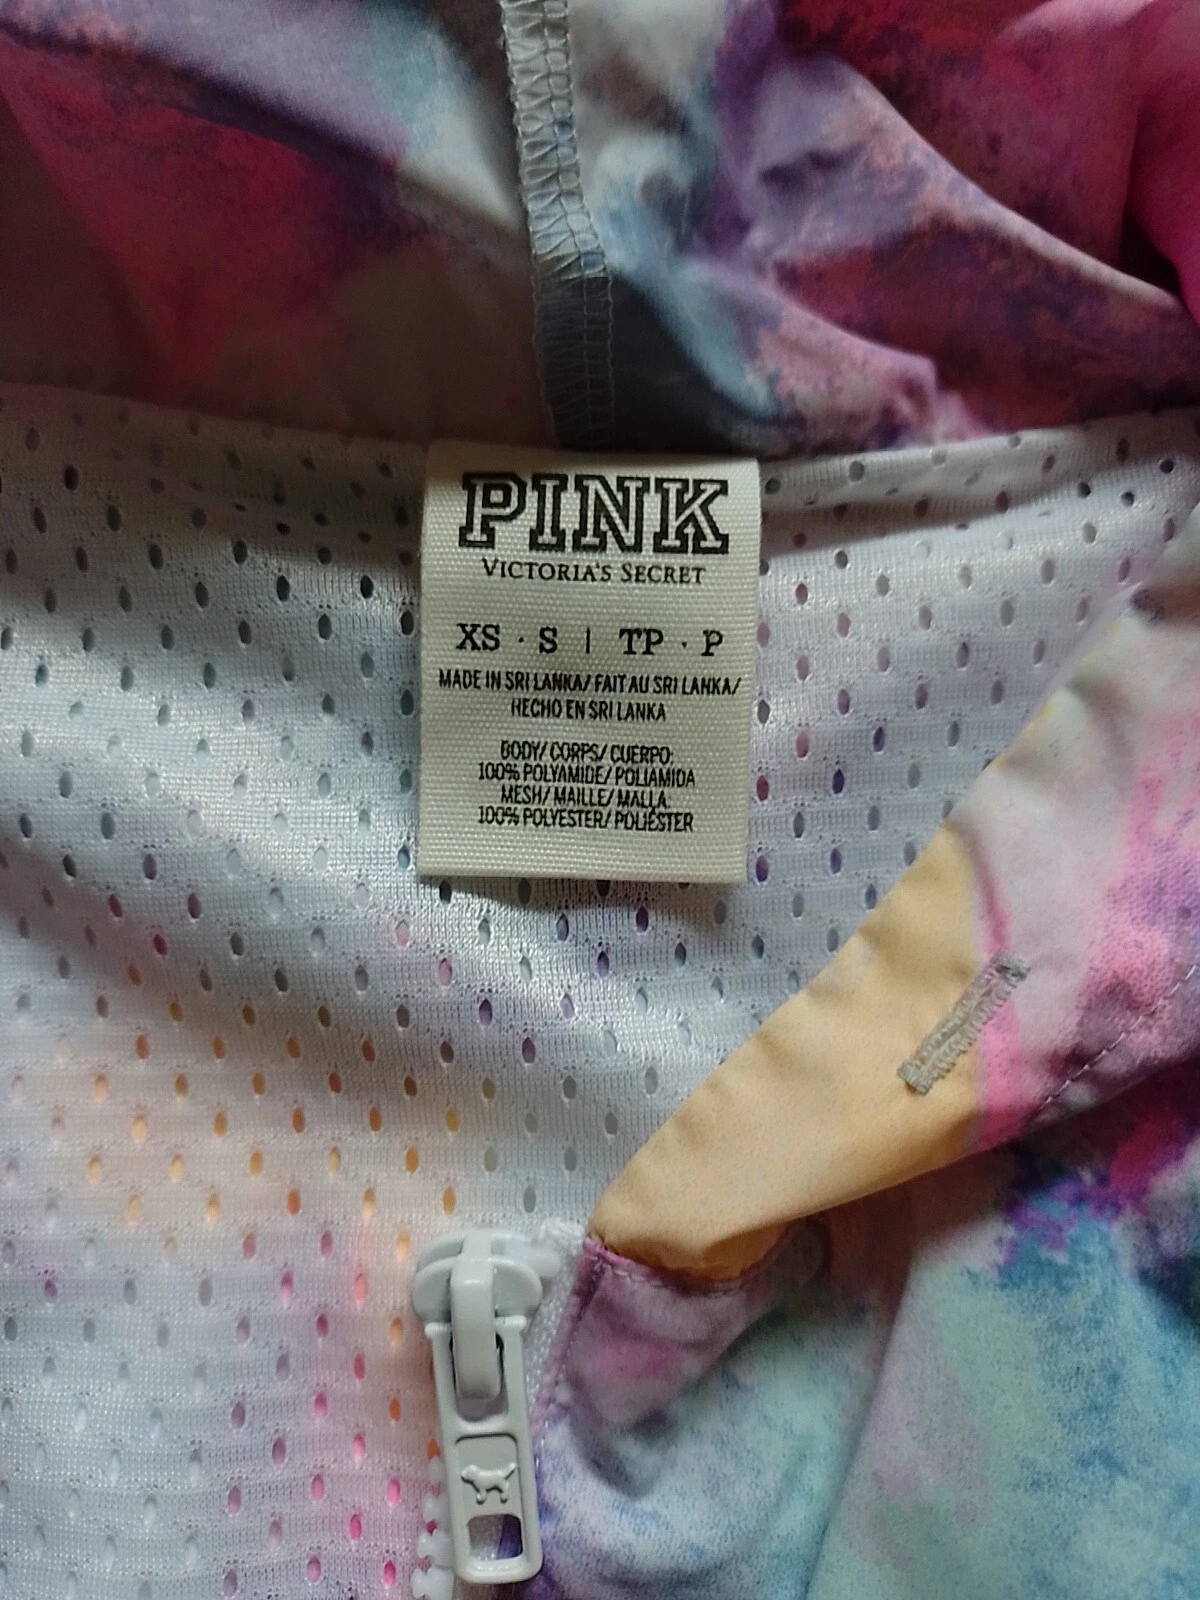 PINK
VICTORIA'S SECRET
XS · S | TP · P
MADE IN SRI LANKA/ FAIT AU SRI LANKA/
HECHO EN SRI LANKA
BODY/ CORPS/ CUERPO:
100% POLYAMIDE/ POLIAMIDA
MESH/ MAILLE/ MALLA:
100% POLYESTER/ POLIÉSTER